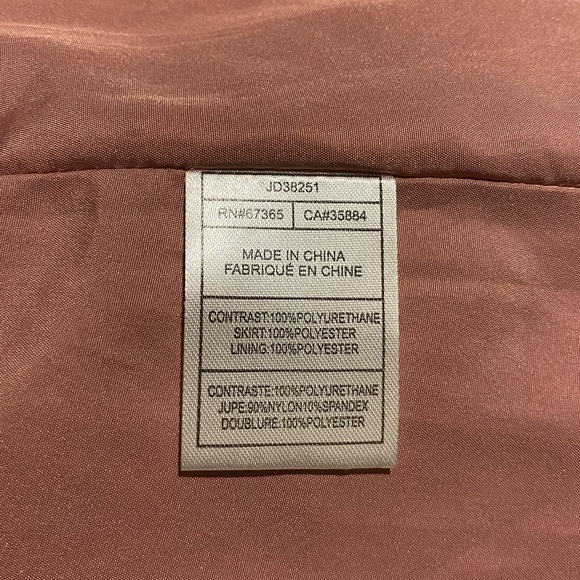 JD38251
RN#67365 CA#35884
MADE IN CHINA
FABRIQUÉ EN CHINE
CONTRAST:100%POLYURETHANE
SKIRT:100%POLYESTER
LINING:100%POLYESTER
CONTRASTE:100%POLYURETHANE
JUPE:90%NYLON10%SPANDEX
DOUBLURE:100%POLYESTER